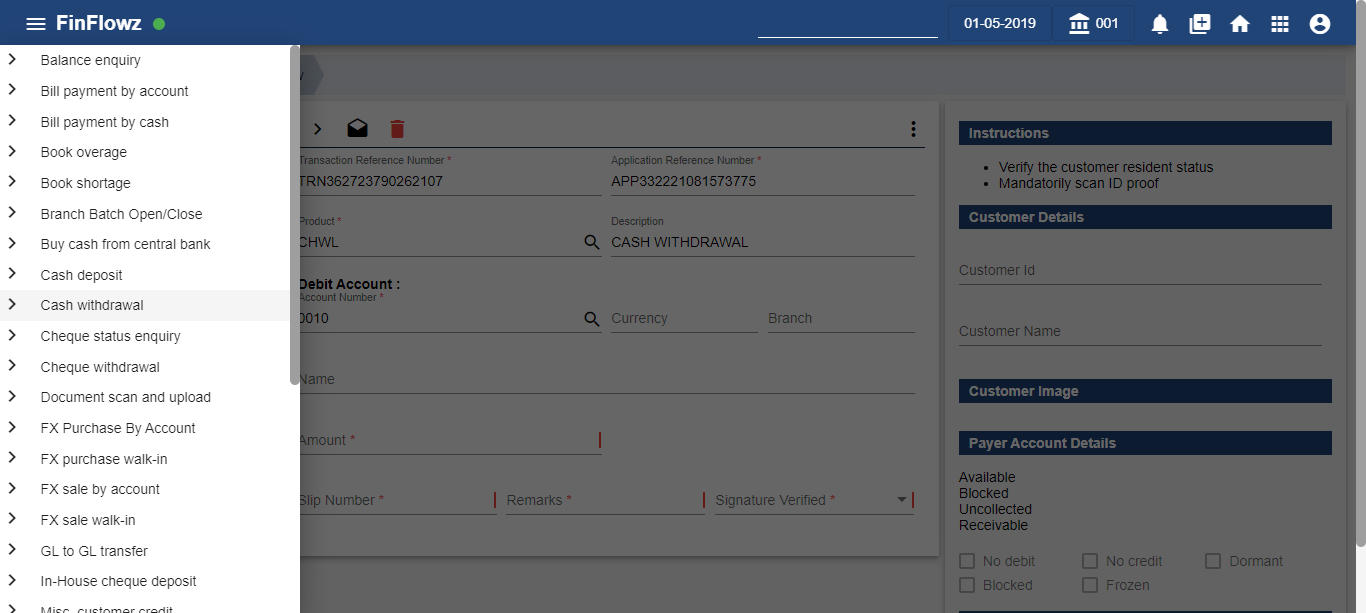 FinFlowz
01-05-2019
001
Balance enquiry
Bill payment by account
Bill payment by cash
Book overage
Book shortage
Branch Batch Open/Close
Buy cash from central bank
Cash deposit
Cash withdrawal
Cheque status enquiry
Cheque withdrawal
Document scan and upload
FX Purchase By Account
FX purchase walk-in
FX sale by account
FX sale walk-in
GL to GL transfer
In-House cheque deposit
Misc. customer credit
Transaction Reference Number *
Application Reference Number *
TRN362723790262107
APP332221081573775
Product *
Description
CHWL
CASH WITHDRAWAL
Debit Account :
Account Number *
0010
Currency
Branch
Name
Amount *
Slip Number *
Remarks *
Signature Verified *
Instructions
• Verify the customer resident status
• Mandatorily scan ID proof
Customer Details
Customer Id
Customer Name
Customer Image
Payer Account Details
Available
Blocked
Uncollected
Receivable
No debit
No credit
Dormant
Blocked
Frozen